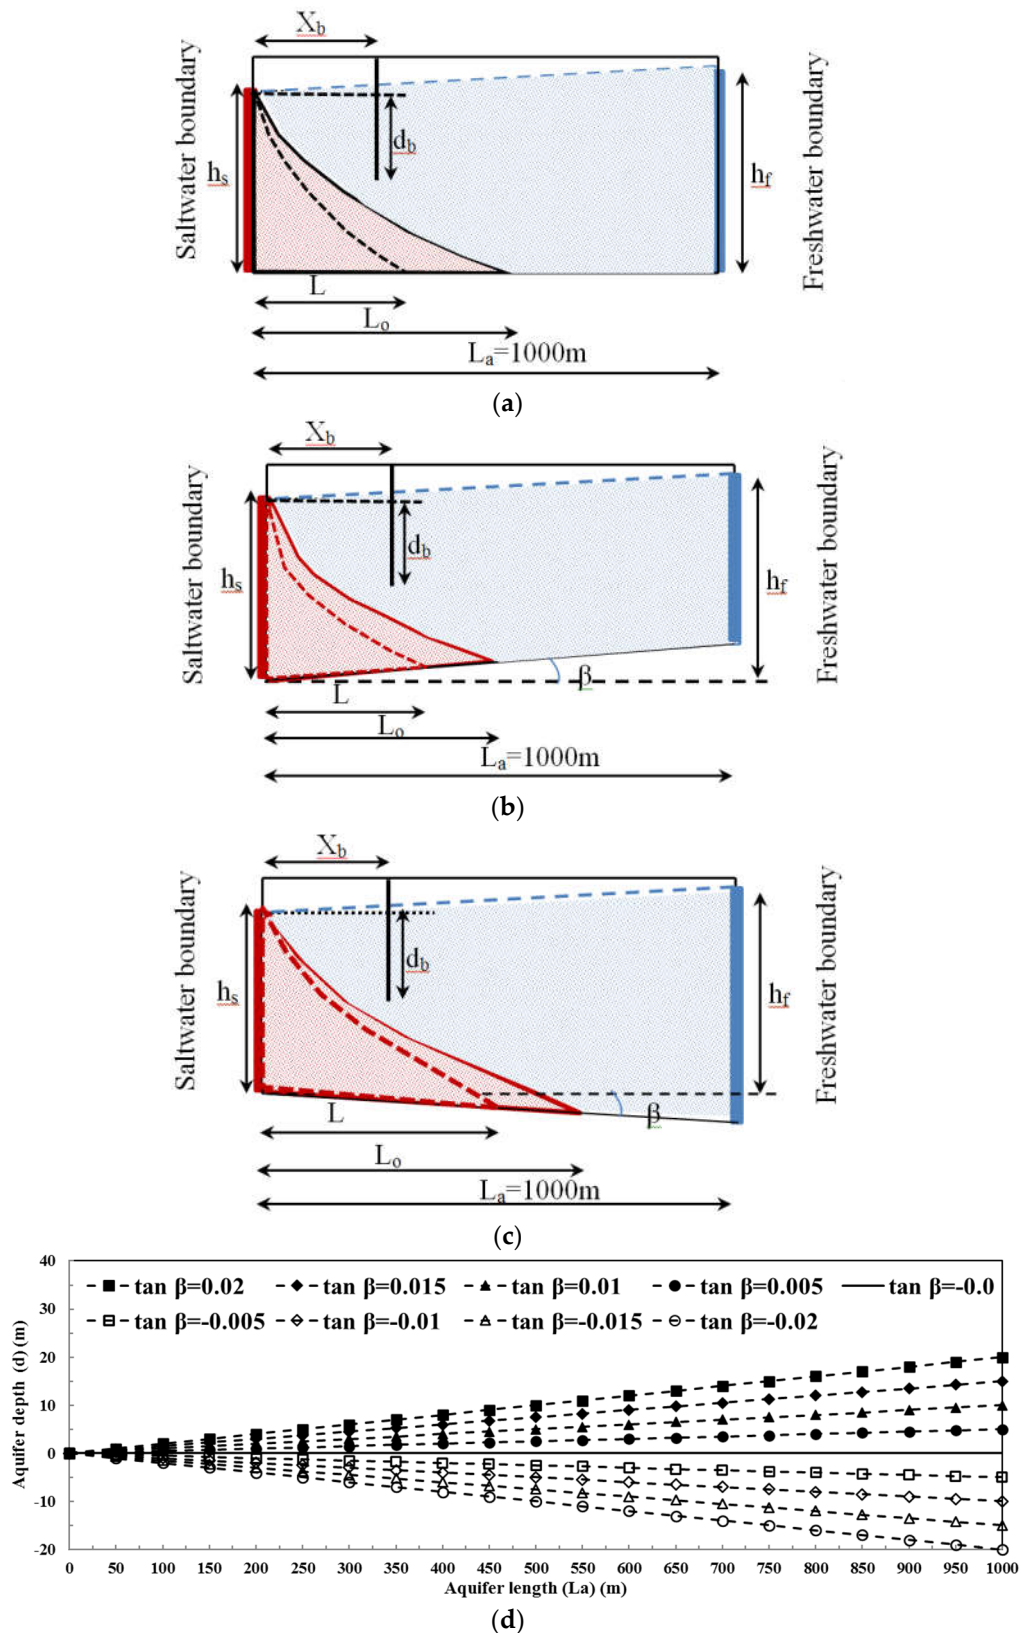 Xb
Saltwater boundary
hs
db
hf
Freshwater boundary
L
Lo
La=1000m
(a)
Xb
Saltwater boundary
hs
db
hf
Freshwater boundary
β
L
Lo
La=1000m
(b)
Xb
Saltwater boundary
hs
db
hf
Freshwater boundary
β
L
Lo
La=1000m
(c)
tan β=0.02 tan β=0.015 tan β=0.01 tan β=0.005 tan β=-0.0
tan β=-0.005 tan β=-0.01 tan β=-0.015 tan β=-0.02
Aquifer depth (d) (m)
40
30
20
10
0
-10
-20
0 50 100 150 200 250 300 350 400 450 500 550 600 650 700 750 800 850 900 950 1000
Aquifer length (La) (m)
(d)